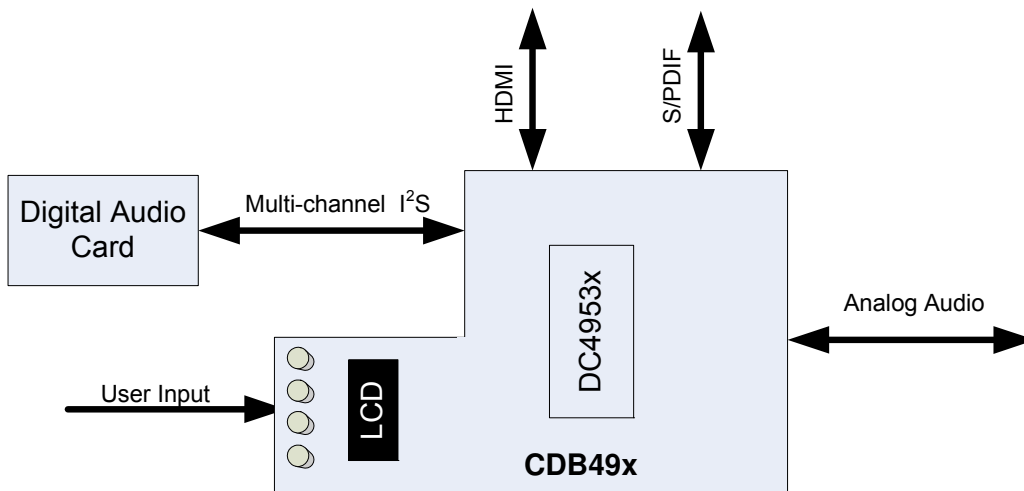 HDMI
S/PDIF
Digital Audio
Card
Multi-channel I²S
DC4953x
Analog Audio
User Input
LCD
CDB49x